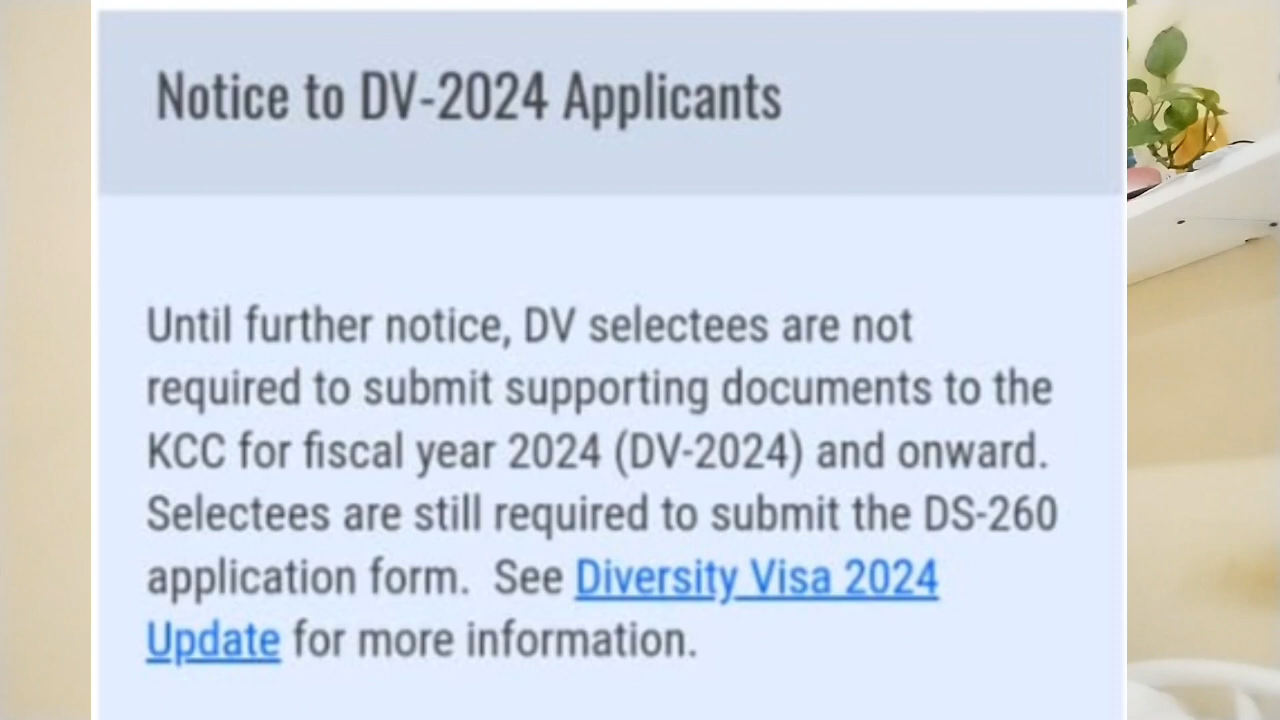 Notice to DV-2024 Applicants
Until further notice, DV selectees are not
required to submit supporting documents to the
KCC for fiscal year 2024 (DV-2024) and onward.
Selectees are still required to submit the DS-260
application form.  See Diversity Visa 2024
Update for more information.